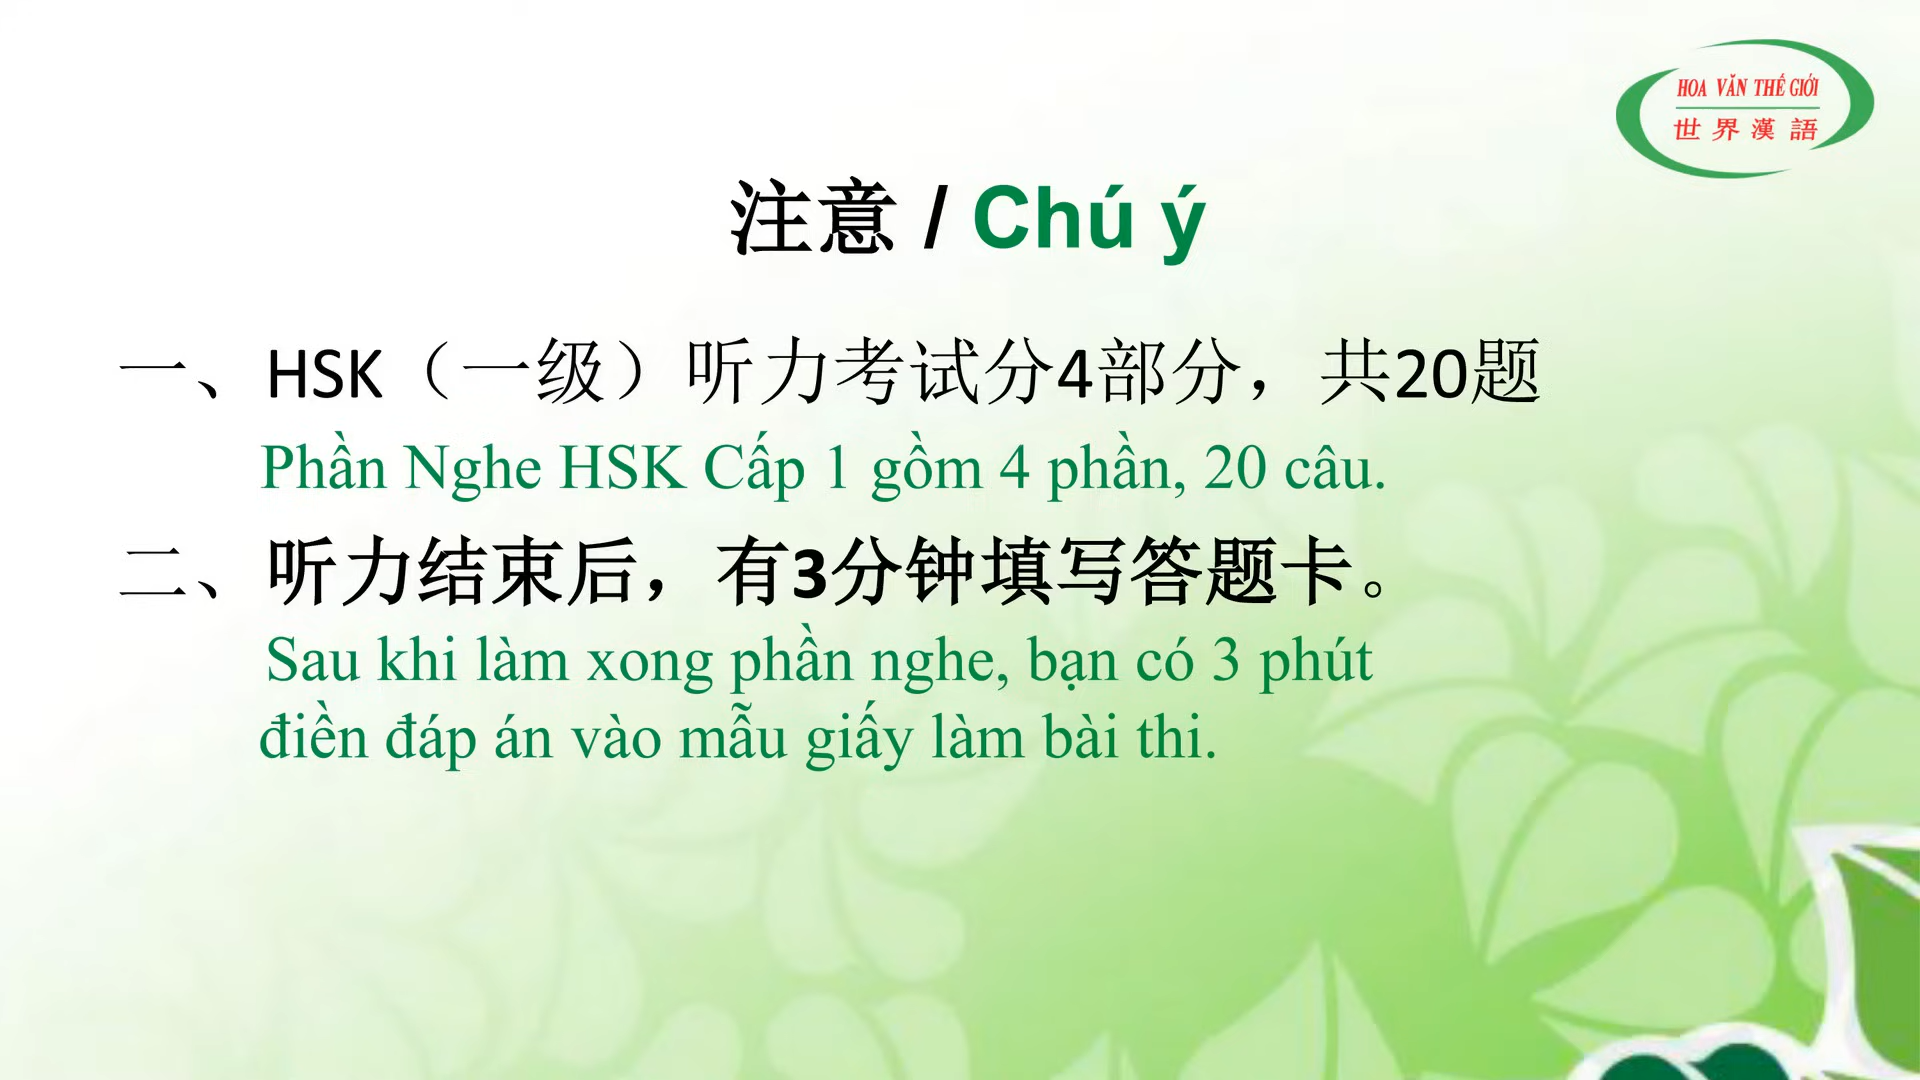 HOA VĂN THẾ GIỚI
世界漢語
注意 / Chú ý
一、HSK（一级）听力考试分4部分，共20题
Phần Nghe HSK Cấp 1 gồm 4 phần, 20 câu.
二、听力结束后，有3分钟填写答题卡。
Sau khi làm xong phần nghe, bạn có 3 phút
điền đáp án vào mẫu giấy làm bài thi.